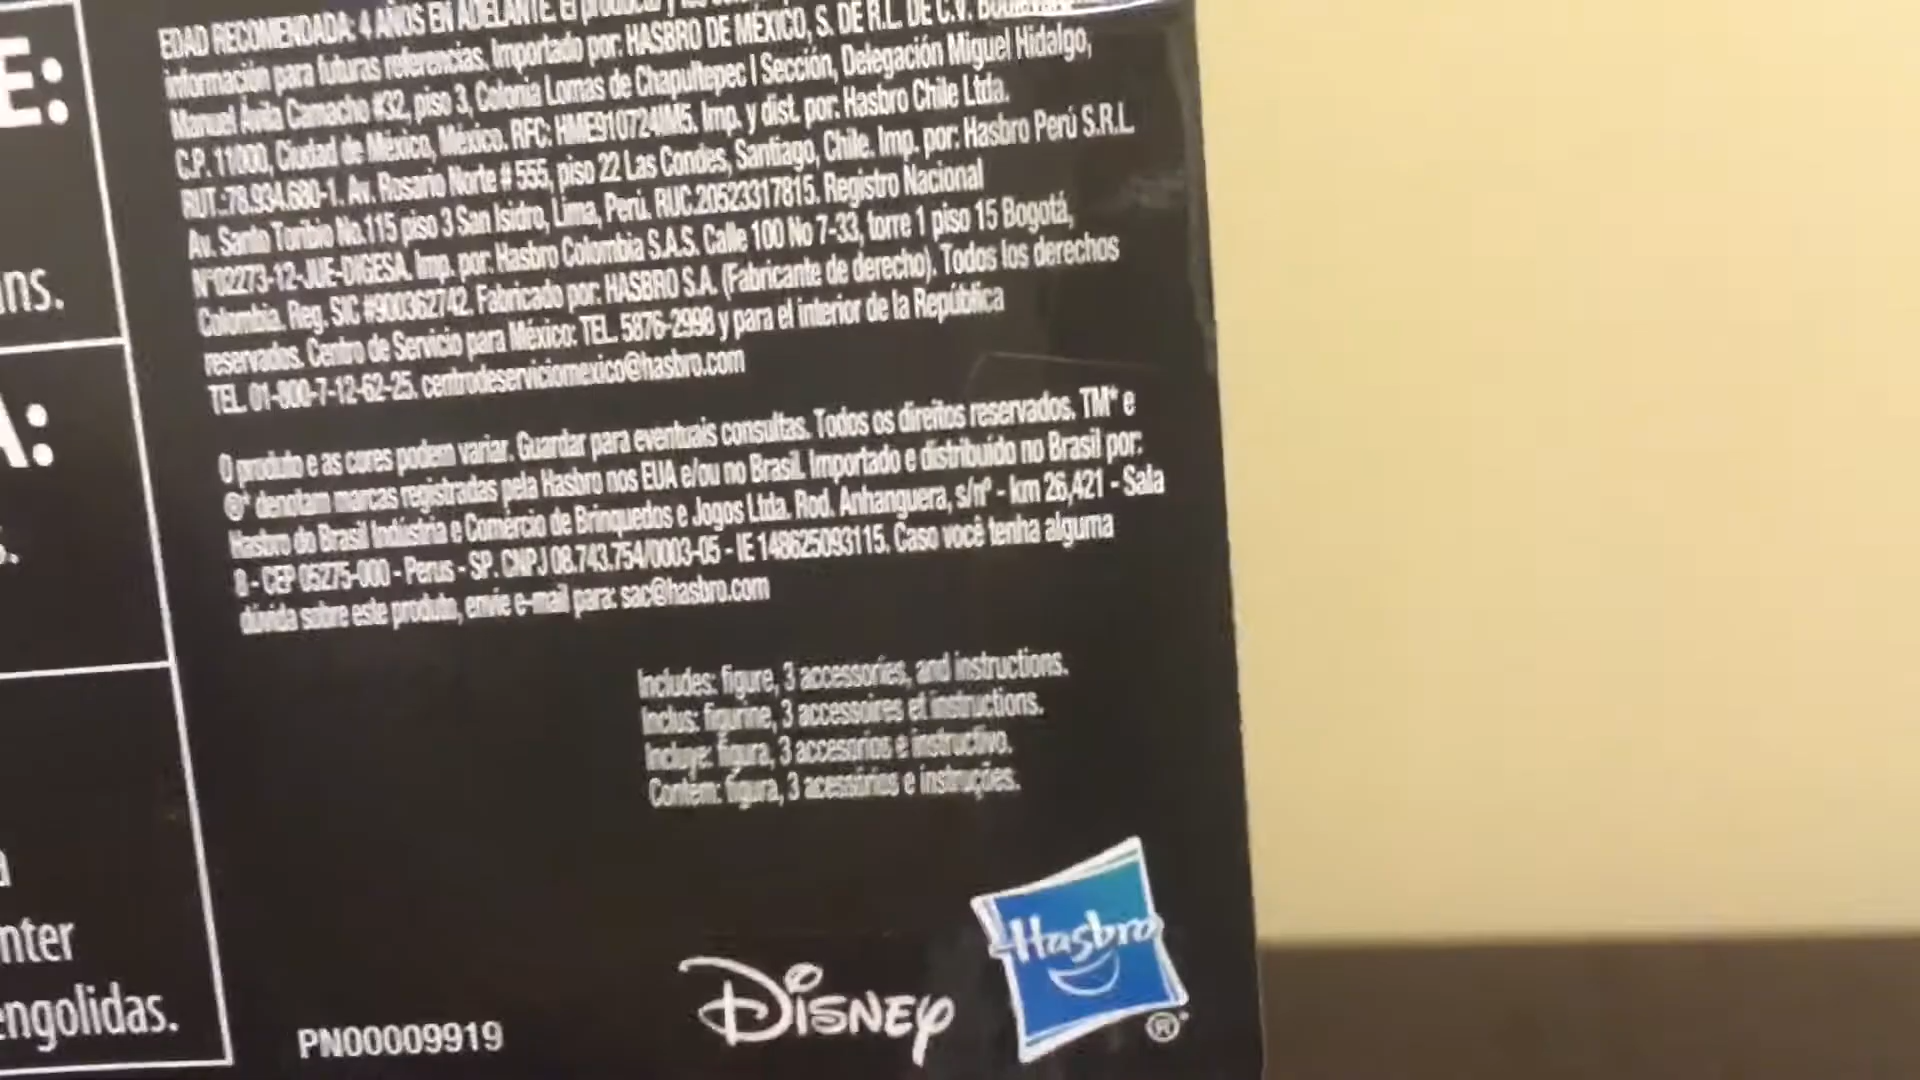 E:
ns.
A:
s.
a
nter
engolidas.
EDAD RECOMENDADA: 4 AÑOS EN ADELANTE. El producto y los
información para futuras referencias. Importado por: HASBRO DE MÉXICO, S. DE R.L. DE C.V. Boulevard
Manuel Ávila Camacho #32, piso 3, Colonia Lomas de Chapultepec I Sección, Delegación Miguel Hidalgo,
C.P. 11000, Ciudad de México, México. RFC: HME910724IM5. Imp. y dist. por: Hasbro Chile Ltda.
RUT.:78.934.680-1. Av. Rosario Norte # 555, piso 22 Las Condes, Santiago, Chile. Imp. por: Hasbro Perú S.R.L.
Av. Santo Toribio No.115 piso 3 San Isidro, Lima, Perú. RUC.20523317815. Registro Nacional
N°02273-12-JUE-DIGESA. Imp. por: Hasbro Colombia S.A.S. Calle 100 No 7-33, torre 1 piso 15 Bogotá,
Colombia. Reg. SIC #900362742. Fabricado por: HASBRO S.A. (Fabricante de derecho). Todos los derechos
reservados. Centro de Servicio para México: TEL. 5876-2998 y para el interior de la República
TEL. 01-800-7-12-62-25. centrodeserviciomexico@hasbro.com
O produto e as cores podem variar. Guardar para eventuais consultas. Todos os direitos reservados. TM* e
®* denotam marcas registradas pela Hasbro nos EUA e/ou no Brasil. Importado e distribuído no Brasil por:
Hasbro do Brasil Indústria e Comércio de Brinquedos e Jogos Ltda. Rod. Anhanguera, s/nº - km 26,421 - Sala
8 - CEP 05275-000 - Perus - SP. CNPJ 08.743.754/0003-05 - IE 148625093115. Caso você tenha alguma
dúvida sobre este produto, envie e-mail para: sac@hasbro.com
Includes: figure, 3 accessories, and instructions.
Inclus: figurine, 3 accessoires et instructions.
Incluye: figura, 3 accesorios e instructivo.
Contém: figura, 3 acessórios e instruções.
Hasbro
®*
Disney
PN00009919